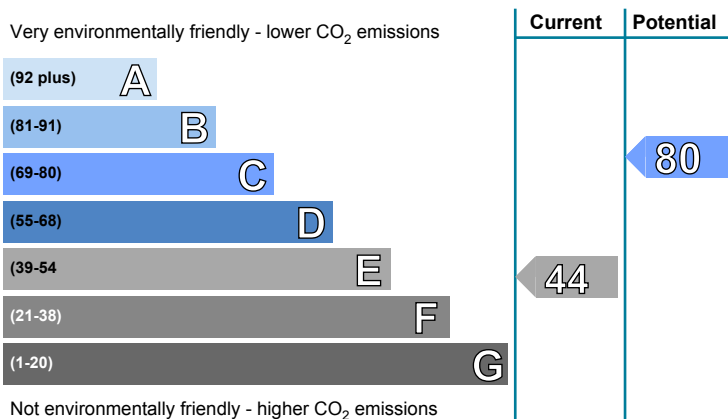 Current Potential
Very environmentally friendly - lower CO2 emissions
(92 plus) A
(81-91) B
80
(69-80) C
(55-68) D
(39-54 E
44
(21-38) F
(1-20) G
Not environmentally friendly - higher CO2 emissions